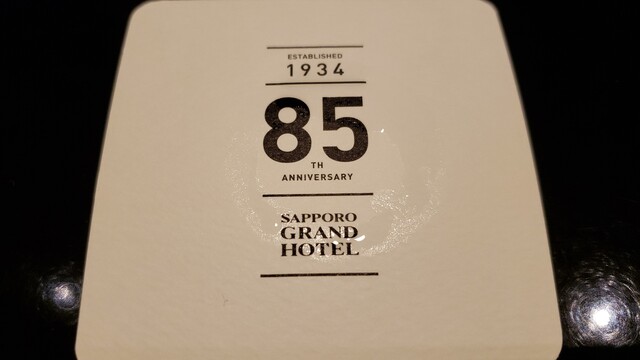 ESTABLISHED
1934
85
TH
ANNIVERSARY
SAPPORO
GRAND
HOTEL